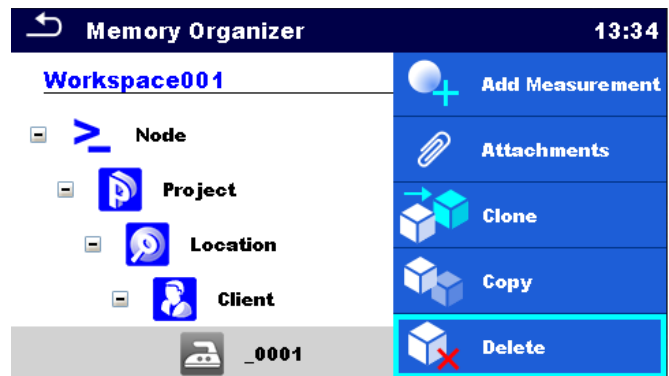 Memory Organizer 13:34
Workspace001
Add Measurement
Node
Attachments
Project
Clone
Location
Copy
Client
_0001
Delete